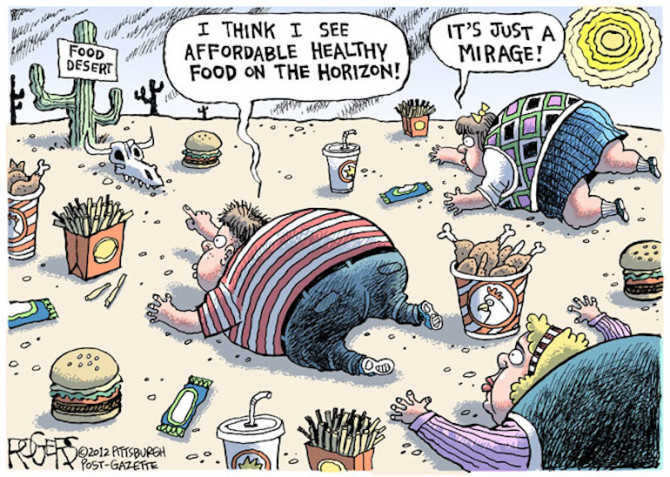 FOOD
DESERT
I THINK I SEE
AFFORDABLE HEALTHY
FOOD ON THE HORIZON!
IT'S JUST A
MIRAGE!
ROGERS ©2012 PITTSBURGH
POST-GAZETTE